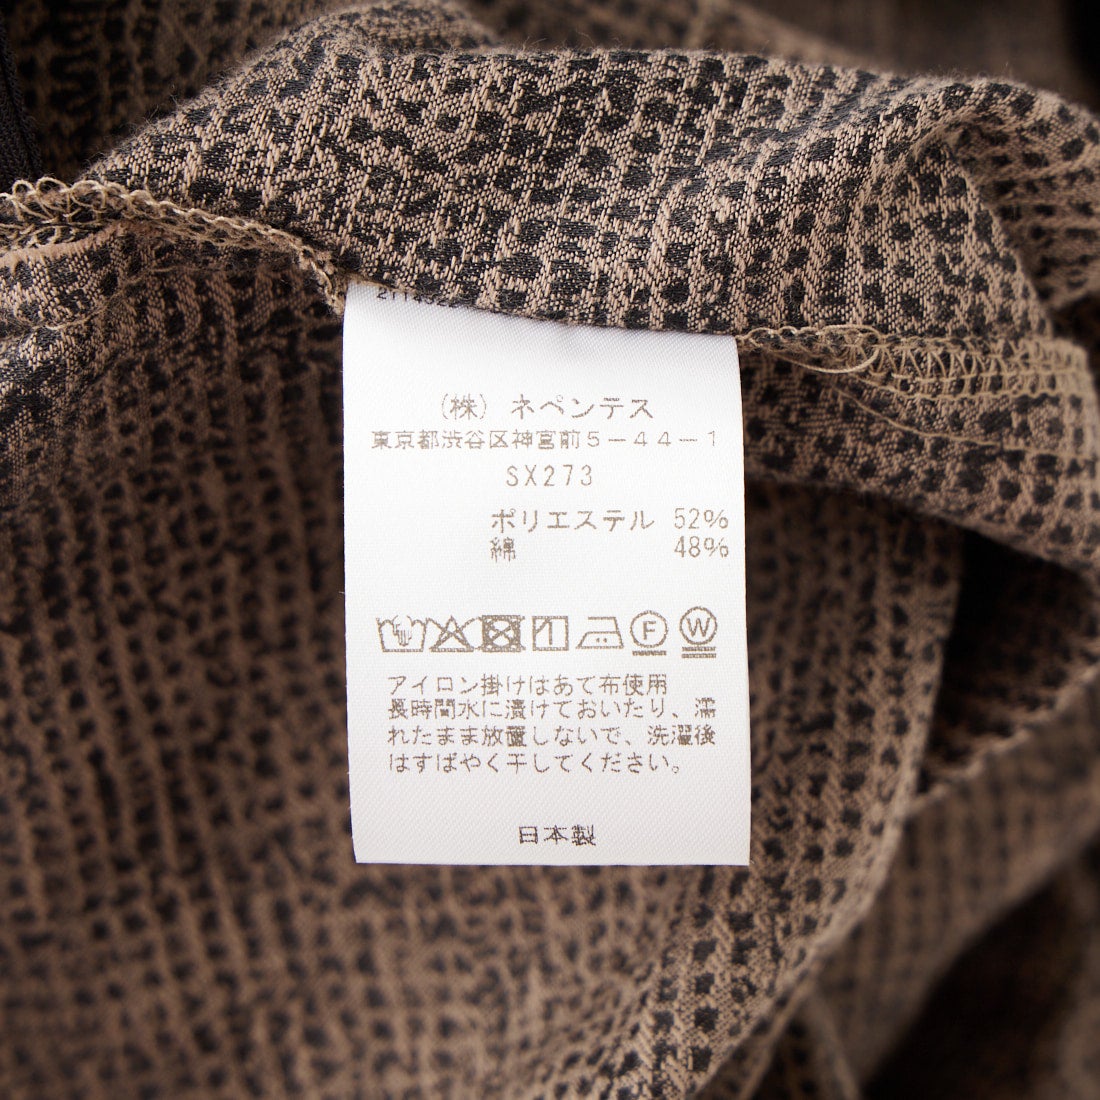 (株) ネペンテス
東京都渋谷区神宮前5-44-1
SX273
ポリエステル 52%
綿 48%
F W
アイロン掛けはあて布使用
長時間水に漬けておいたり、濡
れたまま放置しないで、洗濯後
はすばやく干してください。
日本製